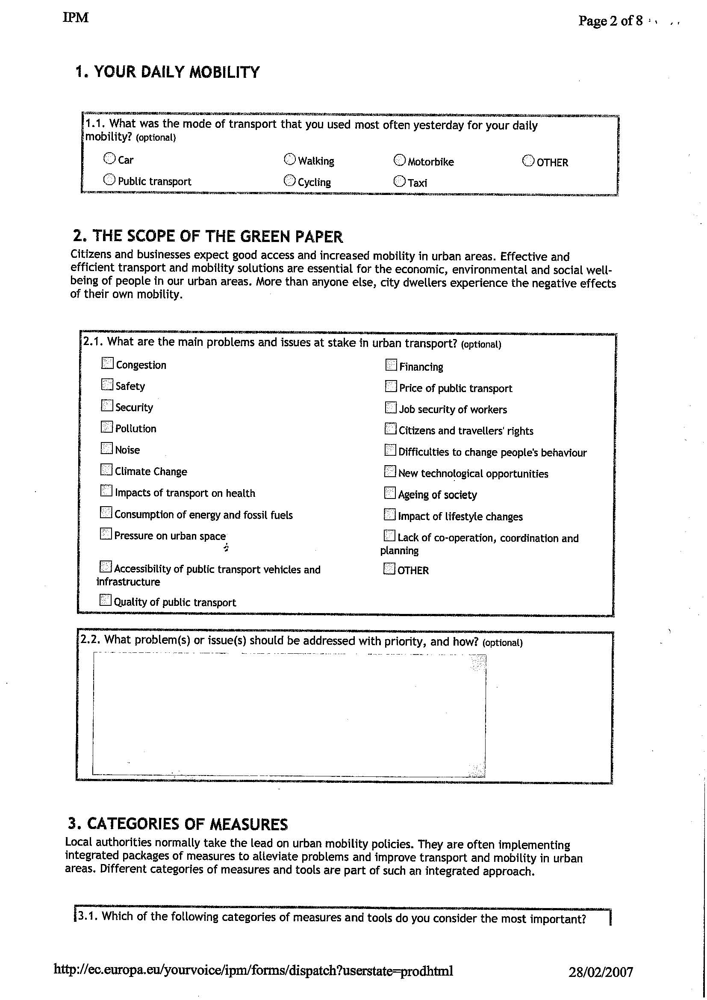 IPM
Page 2 of 8
1. YOUR DAILY MOBILITY
1.1. What was the mode of transport that you used most often yesterday for your daily
mobility? (optional)
Car
Walking
Motorbike
OTHER
Public transport
Cycling
Taxi
2. THE SCOPE OF THE GREEN PAPER
Citizens and businesses expect good access and increased mobility in urban areas. Effective and
efficient transport and mobility solutions are essential for the economic, environmental and social well-
being of people in our urban areas. More than anyone else, city dwellers experience the negative effects
of their own mobility.
2.1. What are the main problems and issues at stake in urban transport? (optional)
Congestion
Safety
Security
Pollution
Noise
Climate Change
Impacts of transport on health
Consumption of energy and fossil fuels
Pressure on urban space
Accessibility of public transport vehicles and
infrastructure
Quality of public transport
Financing
Price of public transport
Job security of workers
Citizens and travellers' rights
Difficulties to change people's behaviour
New technological opportunities
Ageing of society
Impact of lifestyle changes
Lack of co-operation, coordination and
planning
OTHER
2.2. What problem(s) or issue(s) should be addressed with priority, and how? (optional)
3. CATEGORIES OF MEASURES
Local authorities normally take the lead on urban mobility policies. They are often implementing
integrated packages of measures to alleviate problems and improve transport and mobility in urban
areas. Different categories of measures and tools are part of such an integrated approach.
3.1. Which of the following categories of measures and tools do you consider the most important?
http://ec.europa.eu/yourvoice/ipm/forms/dispatch?userstate=prodhtml
28/02/2007